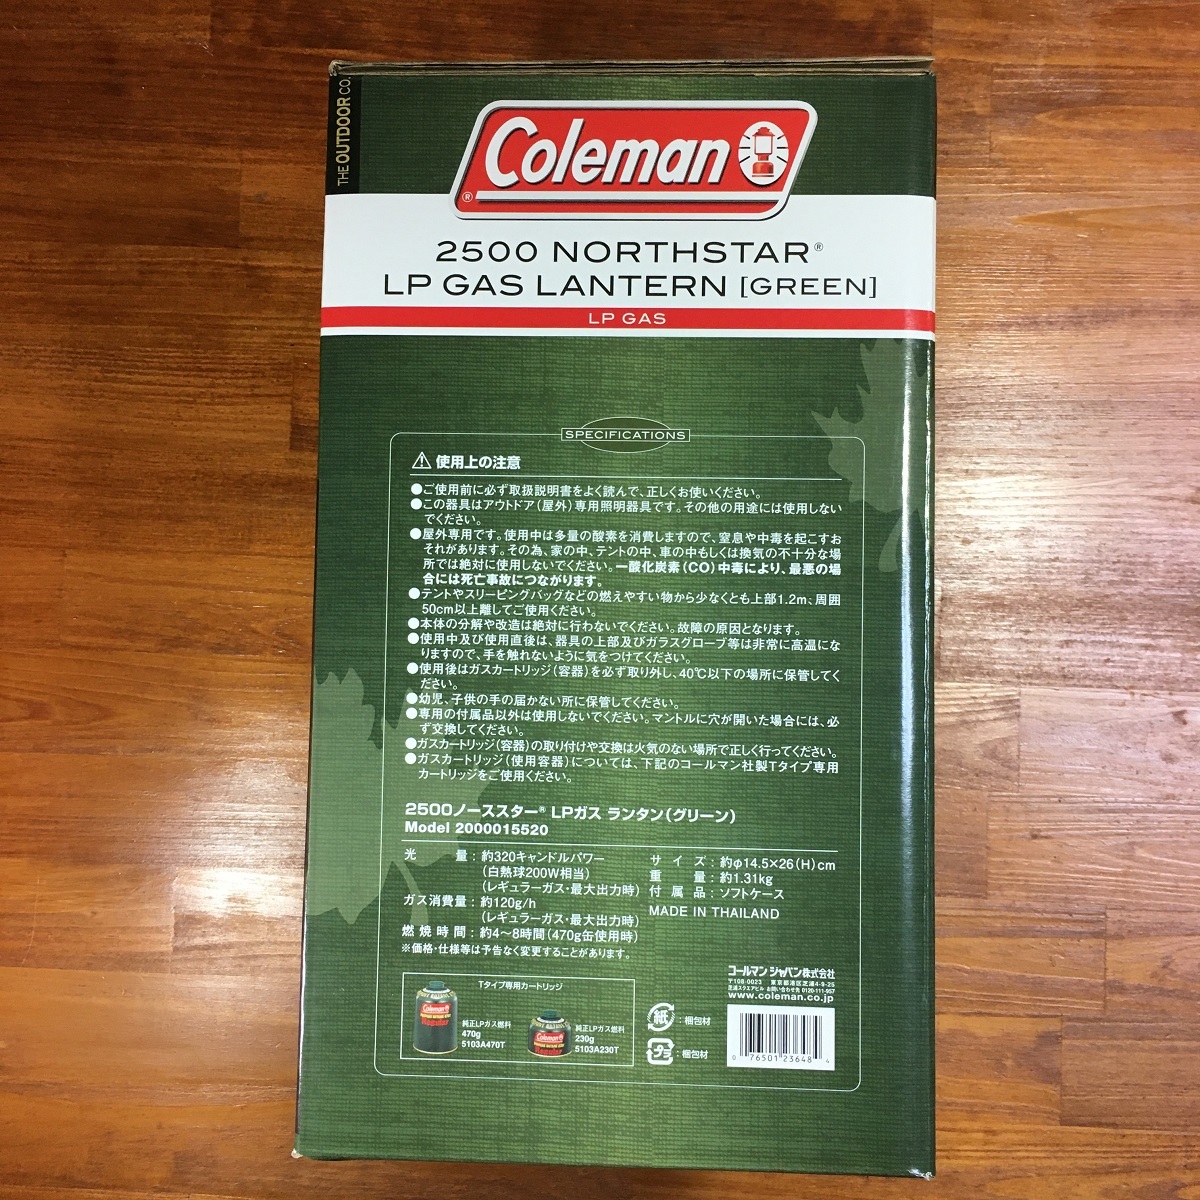 THE OUTDOOR CO.
Coleman
®
2500 NORTHSTAR®
LP GAS LANTERN [GREEN]
LP GAS
SPECIFICATIONS
⚠ 使用上の注意
●ご使用前に必ず取扱説明書をよく読んで、正しくお使いください。
●この器具はアウトドア(屋外)専用照明器具です。その他の用途には使用しない
でください。
●屋外専用です。使用中は多量の酸素を消費しますので、窒息や中毒を起こすお
それがあります。その為、家の中、テントの中、車の中もしくは換気の不十分な場
所では絶対に使用しないでください。一酸化炭素(CO)中毒により、最悪の場
合には死亡事故につながります。
●テントやスリーピングバッグなどの燃えやすい物から少なくとも上部1.2m、周囲
50cm以上離してご使用ください。
●本体の分解や改造は絶対に行わないでください。故障の原因となります。
●使用中及び使用直後は、器具の上部及びガラスグローブ等は非常に高温にな
りますので、手を触れないように気をつけてください。
●使用後はガスカートリッジ(容器)を必ず取り外し、40℃以下の場所に保管してく
ださい。
●幼児、子供の手の届かない所に保管してください。
●専用の付属品以外は使用しないでください。マントルに穴が開いた場合には、必
ず交換してください。
●ガスカートリッジ(容器)の取り付けや交換は火気のない場所で正しく行ってください。
●ガスカートリッジ(使用容器)については、下記のコールマン社製Tタイプ専用
カートリッジをご使用ください。
2500ノーススター® LPガス ランタン(グリーン)
Model 2000015520
光 量:約320キャンドルパワー
(白熱球200W相当)
(レギュラーガス・最大出力時)
ガス消費量:約120g/h
(レギュラーガス・最大出力時)
燃焼時間:約4〜8時間(470g缶使用時)
※価格・仕様等は予告なく変更することがあります。
サイズ:約φ14.5×26(H)cm
重量:約1.31kg
付属品:ソフトケース
MADE IN THAILAND
Tタイプ専用カートリッジ
Coleman
Regular
純正LPガス燃料
470g
5103A470T
Coleman
Regular
純正LPガス燃料
230g
5103A230T
紙:梱包材
プラ:梱包材
コールマン ジャパン株式会社
〒108-0023 東京都港区芝浦4-9-25
芝浦スクエアビル お問い合わせ先 0120-111-957
www.coleman.co.jp
0 76501 23648 4